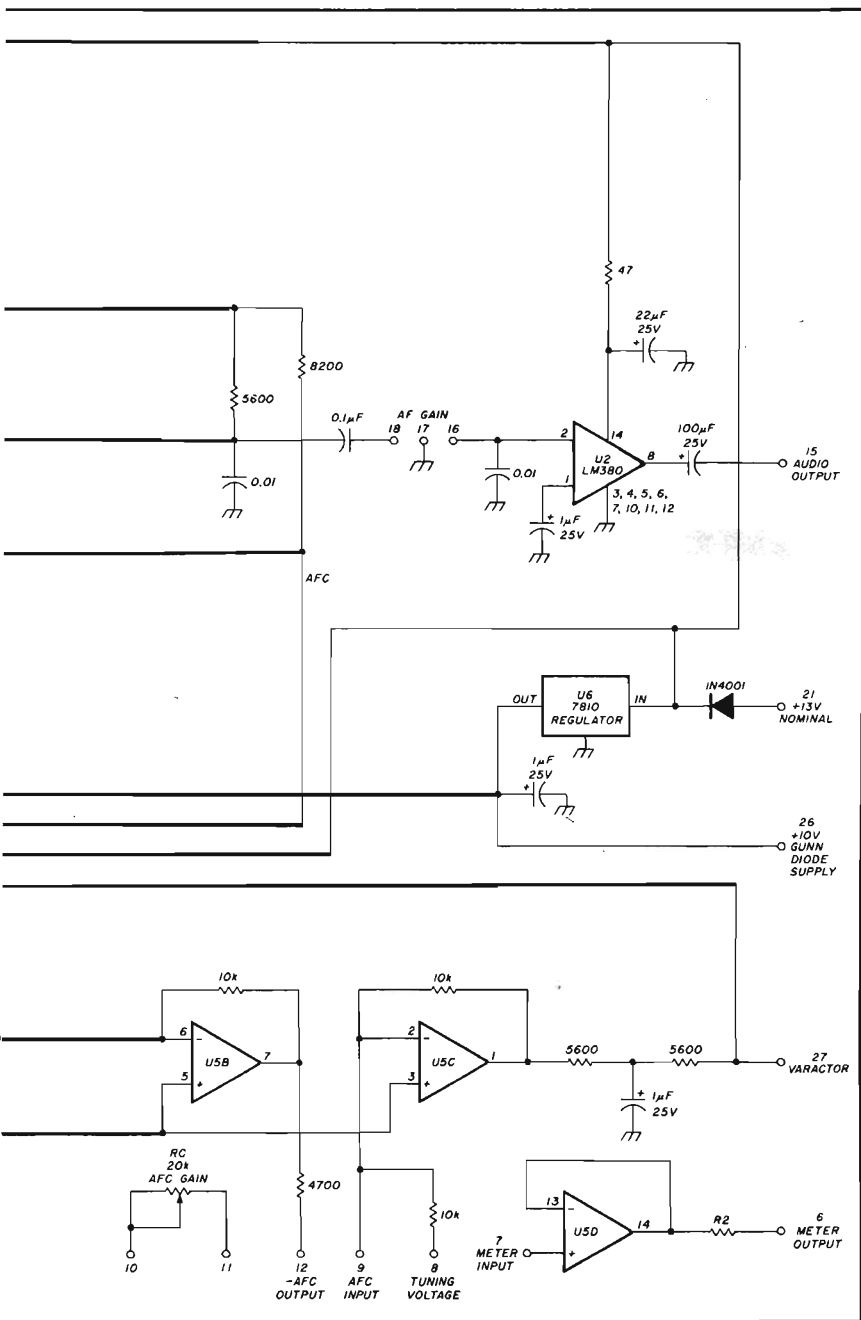 47
22µF
25V
8200
5600
0.1µF
AF GAIN
18 17 16
0.01
0.01
2
14
U2
LM380
8
1
3, 4, 5, 6,
7, 10, 11, 12
100µF
25V
+
15
AUDIO
OUTPUT
+
1µF
25V
+
AFC
OUT
U6
7810
REGULATOR
IN
1N4001
21
+13V
NOMINAL
1µF
25V
+
26
+10V
GUNN
DIODE
SUPPLY
10k
6 -
U5B
7
5 +
10k
2 -
U5C
1
3 +
5600
5600
27
VARACTOR
+ 1µF
25V
RC
20k
AFC GAIN
4700
10k
10
11
12
-AFC
OUTPUT
9
AFC
INPUT
8
TUNING
VOLTAGE
13 -
U5D
14
+
7
METER
INPUT
R2
6
METER
OUTPUT